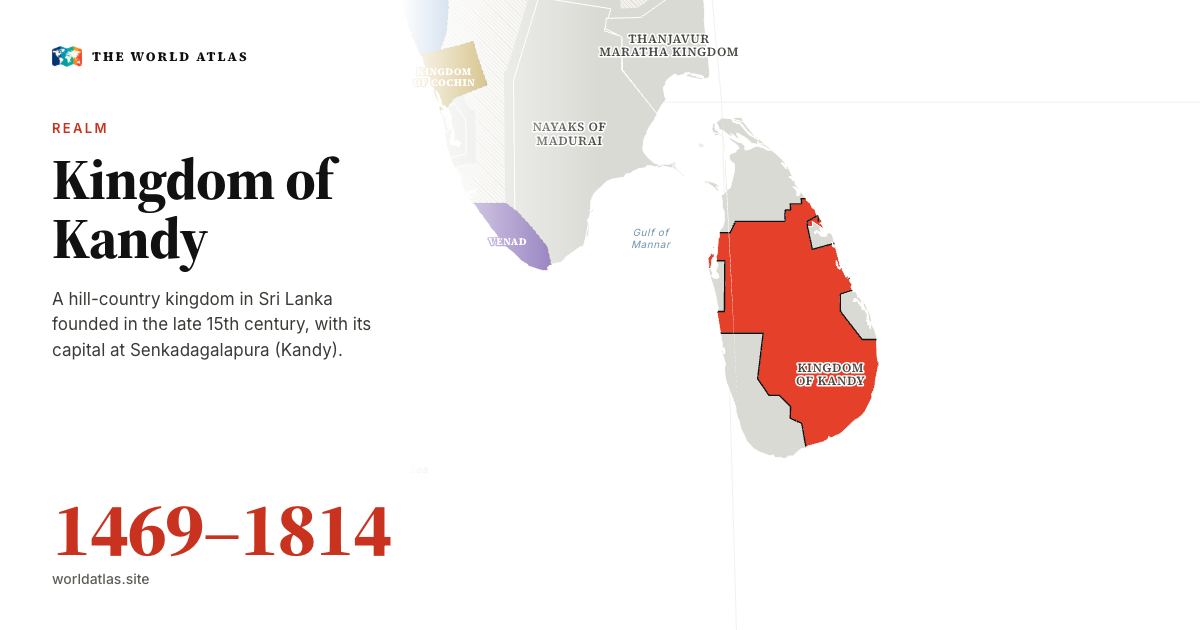 THE WORLD ATLAS
REALM
Kingdom of
Kandy
A hill-country kingdom in Sri Lanka
founded in the late 15th century, with its
capital at Senkadagalapura (Kandy).
1469–1814
worldatlas.site
THANJAVUR
MARATHA KINGDOM
KINGDOM
OF COCHIN
NAYAKS OF
MADURAI
VENAD
Gulf of
Mannar
KINGDOM
OF KANDY